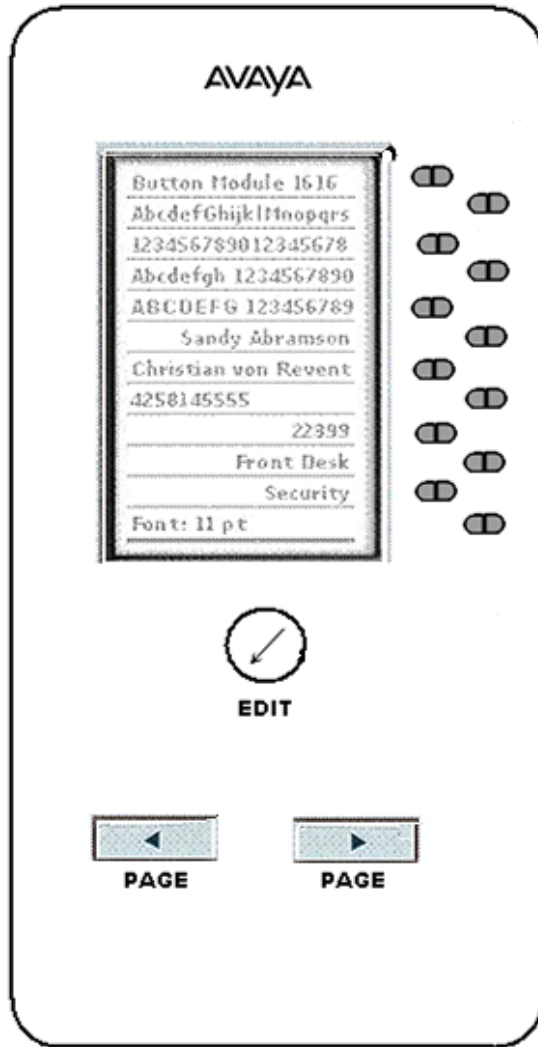 AVAYA
Button Module 1616
AbcdefGhijklMnopqrs
123456789012345678
Abcdefgh 1234567890
ABCDEFG 123456789
Sandy Abramson
Christian von Revent
4258145555
22399
Front Desk
Security
Font: 11 pt
EDIT
PAGE PAGE